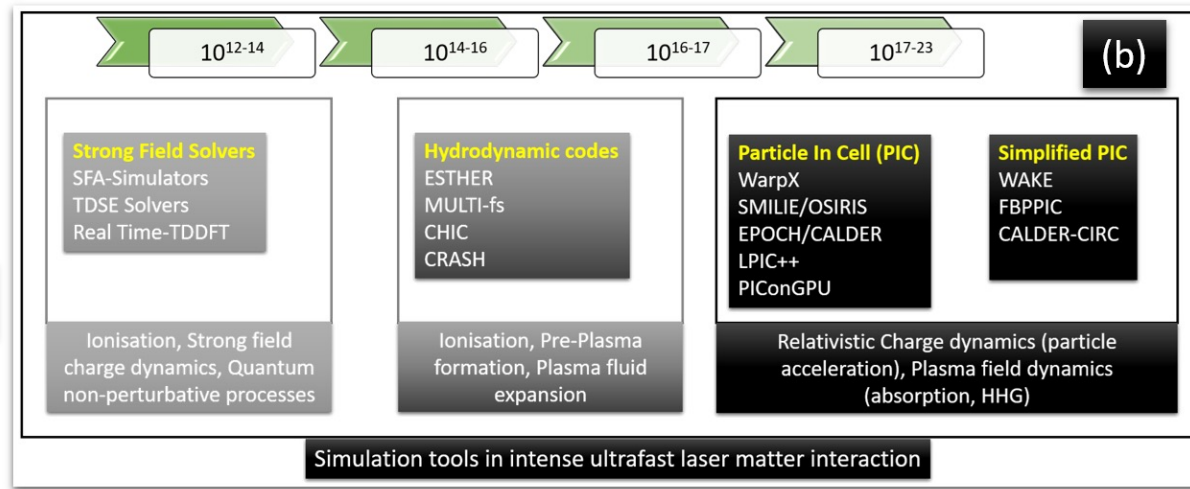 10^12-14
10^14-16
10^16-17
10^17-23
(b)
Strong Field Solvers
SFA-Simulators
TDSE Solvers
Real Time-TDDFT
Ionisation, Strong field
charge dynamics, Quantum
non-perturbative processes
Hydrodynamic codes
ESTHER
MULTI-fs
CHIC
CRASH
Ionisation, Pre-Plasma
formation, Plasma fluid
expansion
Particle In Cell (PIC)
WarpX
SMILIE/OSIRIS
EPOCH/CALDER
LPIC++
PIConGPU
Simplified PIC
WAKE
FBPPIC
CALDER-CIRC
Relativistic Charge dynamics (particle
acceleration), Plasma field dynamics
(absorption, HHG)
Simulation tools in intense ultrafast laser matter interaction